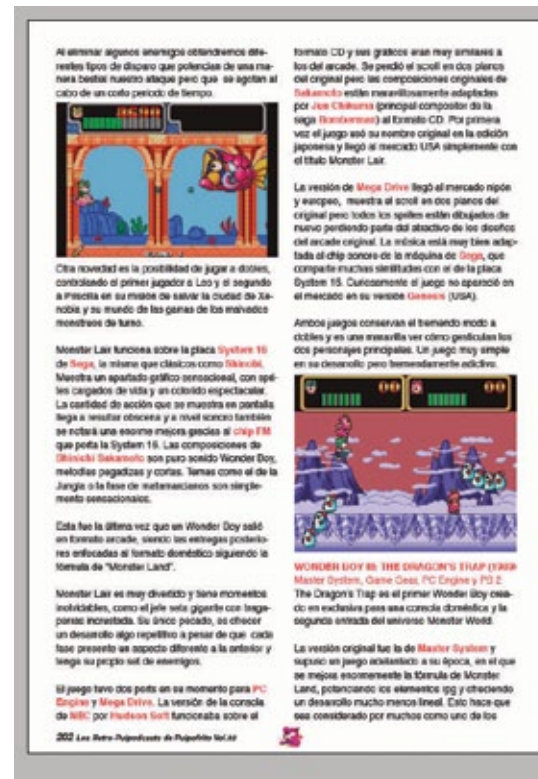 Al eliminar algunos enemigos obtendremos dife-
rentes tipos de disparo que potencian de una ma-
nera bestial nuestro ataque pero que se agotan al
cabo de un corto periodo de tiempo.
Otra novedad es la posibilidad de jugar a dobles,
controlando el primer jugador a Leo y el segundo
a Priscilla en su misión de salvar la ciudad de Xe-
nobia y su mundo de las garras de los malvados
monstruos de turno.
Monster Lair funciona sobre la placa System 16
de Sega, la misma que clásicos como Shinobi.
Muestra un apartado gráfico sensacional, con spri-
tes cargados de vida y un colorido espectacular.
La cantidad de acción que se muestra en pantalla
llega a resultar obscena y a nivel sonoro también
se notará una enorme mejora gracias al chip FM
que porta la System 16. Las composiciones de
Shinichi Sakamoto son puro sonido Wonder Boy,
melodías pegadizas y cortas. Temas como el de la
Jungla o la fase de matamarcianos son simple-
mente sensacionales.
Esta fue la última vez que un Wonder Boy salió
en formato arcade, siendo las entregas posterio-
res enfocadas al formato doméstico siguiendo la
fórmula de "Monster Land".
Monster Lair es muy divertido y tiene momentos
inolvidables, como el jefe seta gigante con traga-
perras incrustada. Su único pecado, es ofrecer
un desarrollo algo repetitivo a pesar de que cada
fase presente un aspecto diferente a la anterior y
tenga su propio set de enemigos.
El juego tuvo dos ports en su momento para PC
Engine y Mega Drive. La versión de la consola
de NEC por Hudson Soft funcionaba sobre el
202 Los Retro-Pulpodcasts de Pulpofrito Vol.02
formato CD y sus gráficos eran muy similares a
los del arcade. Se perdió el scroll en dos planos
del original pero las composiciones originales de
Sakamoto están maravillosamente adaptadas
por Jun Chikuma (principal compositor de la
saga Bomberman) al formato CD. Por primera
vez el juego usó su nombre original en la edición
japonesa y llegó al mercado USA simplemente con
el título Monster Lair.
La versión de Mega Drive llegó al mercado nipón
y europeo, muestra el scroll en dos planos del
original pero todos los sprites están dibujados de
nuevo perdiendo parte del atractivo de los diseños
del arcade original. La música está muy bien adap-
tada al chip sonoro de la máquina de Sega, que
comparte muchas similitudes con el de la placa
System 16. Curiosamente el juego no apareció en
el mercado en su versión Genesis (USA).
Ambos juegos conservan el tremendo modo a
dobles y es una maravilla ver cómo gesticulan los
dos personajes principales. Un juego muy simple
en su desarrollo pero tremendamente adictivo.
00 00
WONDER BOY III: THE DRAGON'S TRAP (1989)
Master System, Game Gear, PC Engine y PS 2
The Dragon's Trap es el primer Wonder Boy crea-
do en exclusiva para una consola doméstica y la
segunda entrada del universo Monster World.
La versión original fue la de Master System y
supuso un juego adelantado a su época, en el que
se mejora enormemente la fórmula de Monster
Land, potenciando los elementos rpg y ofreciendo
un desarrollo mucho menos lineal. Esto hace que
sea considerado por muchos como uno de los